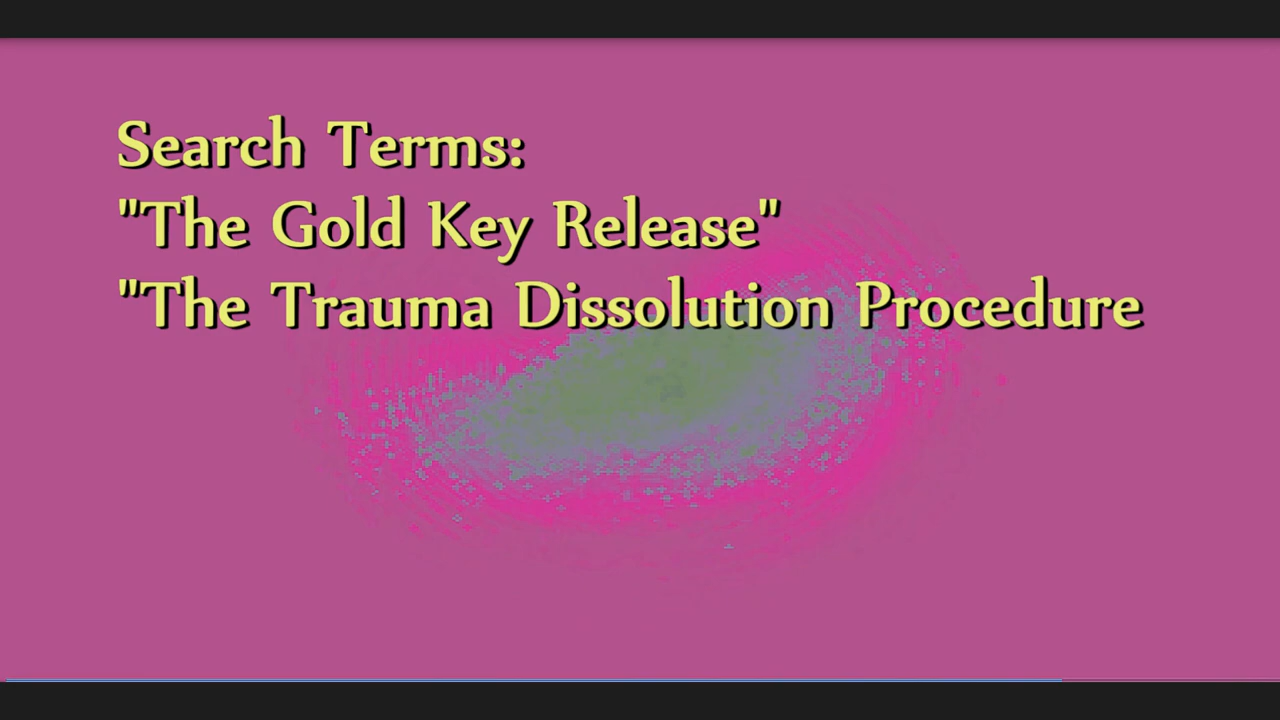 Search Terms:
"The Gold Key Release"
"The Trauma Dissolution Procedure